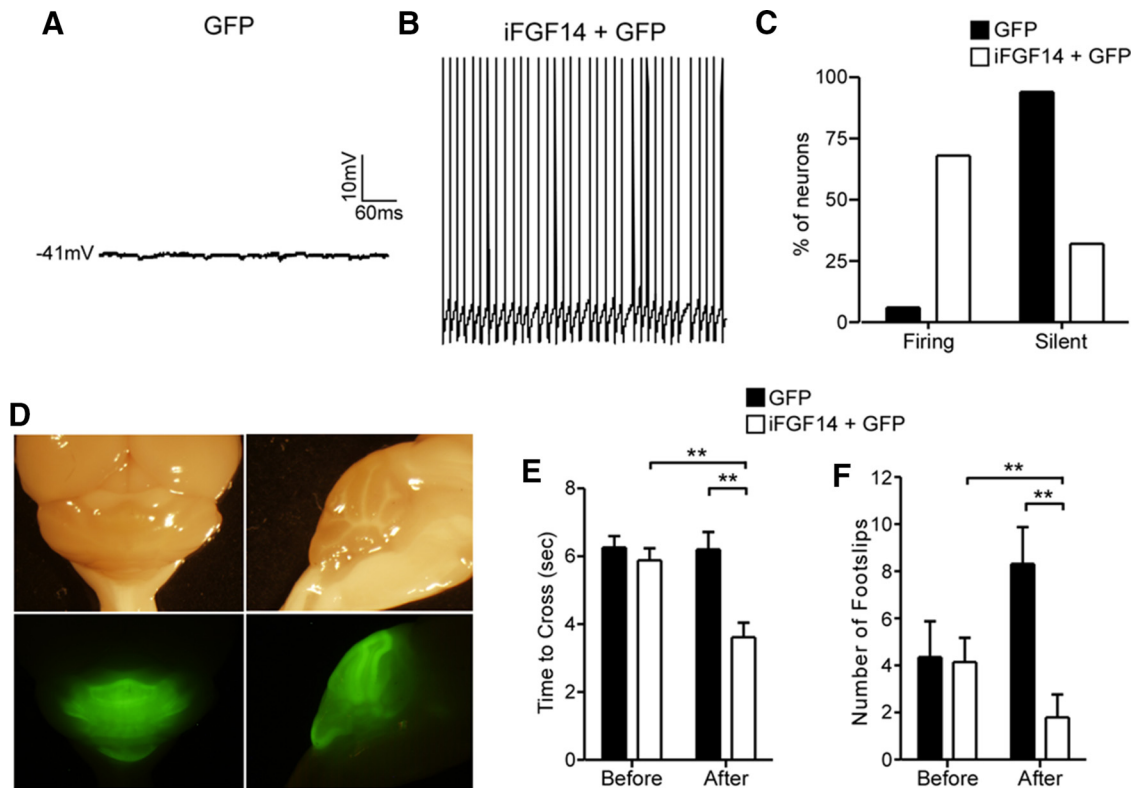 A
GFP
10mV
60ms
-41mV
B
iFGF14 + GFP
C
GFP
iFGF14 + GFP
% of neurons
100
75
50
25
0
Firing
Silent
D
GFP
iFGF14 + GFP
E
**
**
Time to Cross (sec)
8
6
4
2
0
Before
After
F
**
**
Number of Footslips
12
10
8
6
4
2
0
Before
After